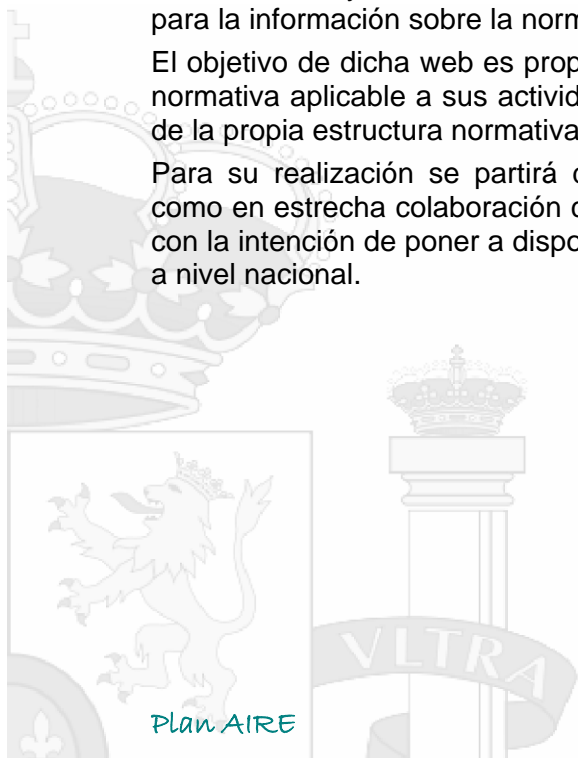 para la información sobre la norm
El objetivo de dicha web es prop
normativa aplicable a sus activid
de la propia estructura normativa
Para su realización se partirá
como en estrecha colaboración
con la intención de poner a dispo
a nivel nacional.
VLTRA
Plan AIRE